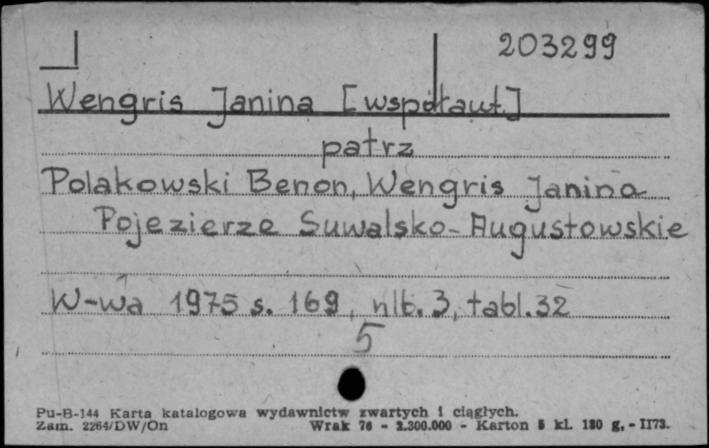 203299
Wengris Janina [współaut.]
patrz
Polakowski Benon, Wengris Janina
Pojezierze Suwalsko-Augustowskie
W-wa 1975 s. 169, nlb. 3, tabl. 32
5
Pu-B-144 Karta katalogowa wydawnictw zwartych i ciągłych.
Zam. 2264/DW/On Wrak 76 - 2.300.000 - Karton 5 kl. 180 g, - II73.